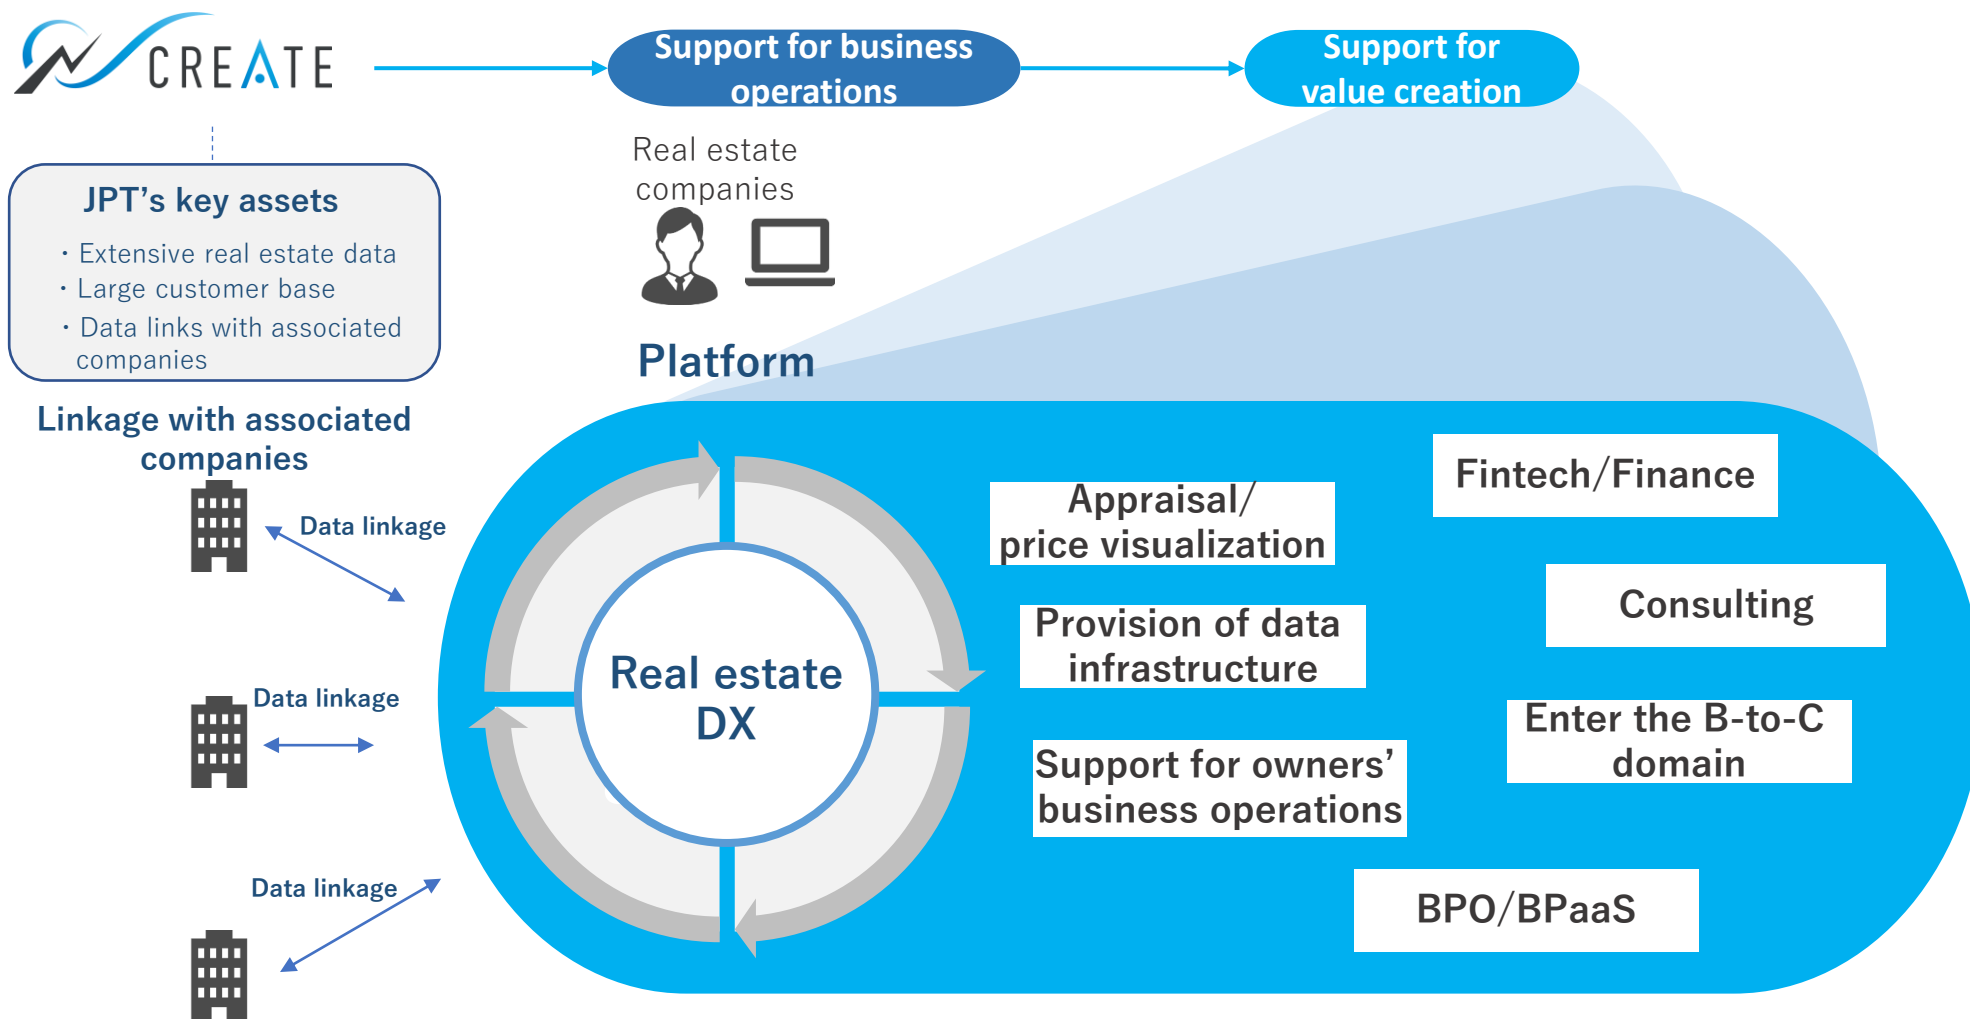 CREATE
Support for business
operations
Support for
value creation
Real estate
companies
JPT’s key assets
・Extensive real estate data
・Large customer base
・Data links with associated
companies
Platform
Linkage with associated
companies
Data linkage
Data linkage
Data linkage
Real estate
DX
Appraisal/
price visualization
Provision of data
infrastructure
Support for owners’
business operations
Fintech/Finance
Consulting
Enter the B-to-C
domain
BPO/BPaaS